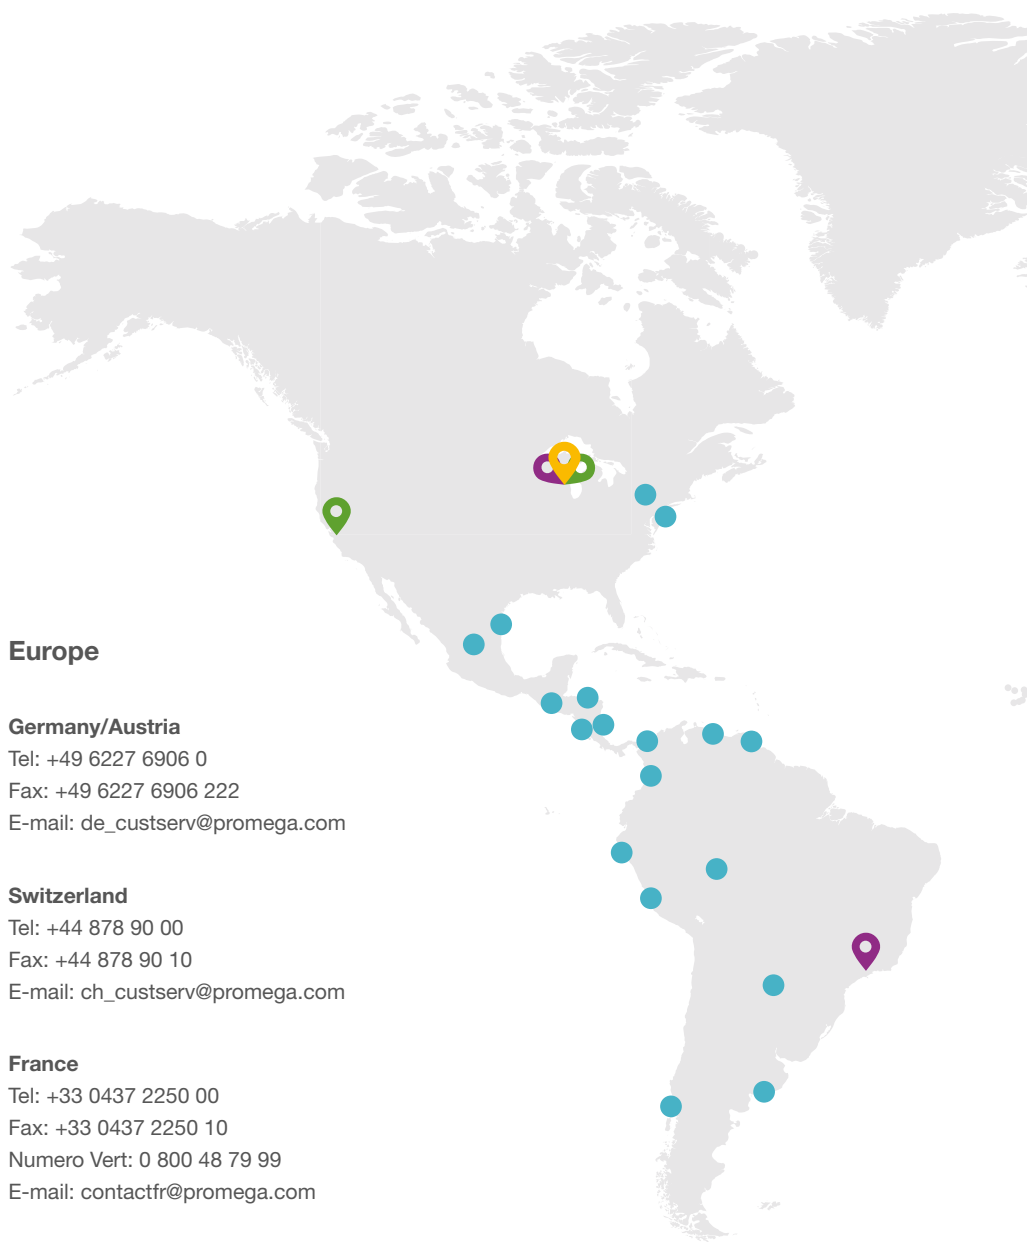 Europe
Germany/Austria
Tel: +49 6227 6906 0
Fax: +49 6227 6906 222
E-mail: de_custserv@promega.com
Switzerland
Tel: +44 878 90 00
Fax: +44 878 90 10
E-mail: ch_custserv@promega.com
France
Tel: +33 0437 2250 00
Fax: +33 0437 2250 10
Numero Vert: 0 800 48 79 99
E-mail: contactfr@promega.com